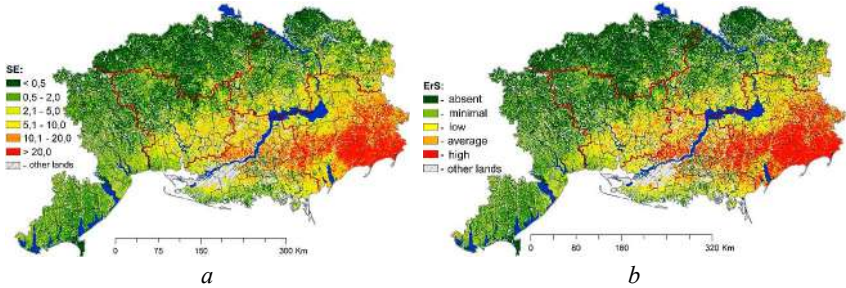 SE:
< 0,5
0,5 - 2,0
2,1 - 5,0
5,1 - 10,0
10,1 - 20,0
> 20,0
- other lands
0 75 150 300 Km
a
ErS:
- absent
- minimal
- low
- average
- high
- other lands
0 80 160 320 Km
b